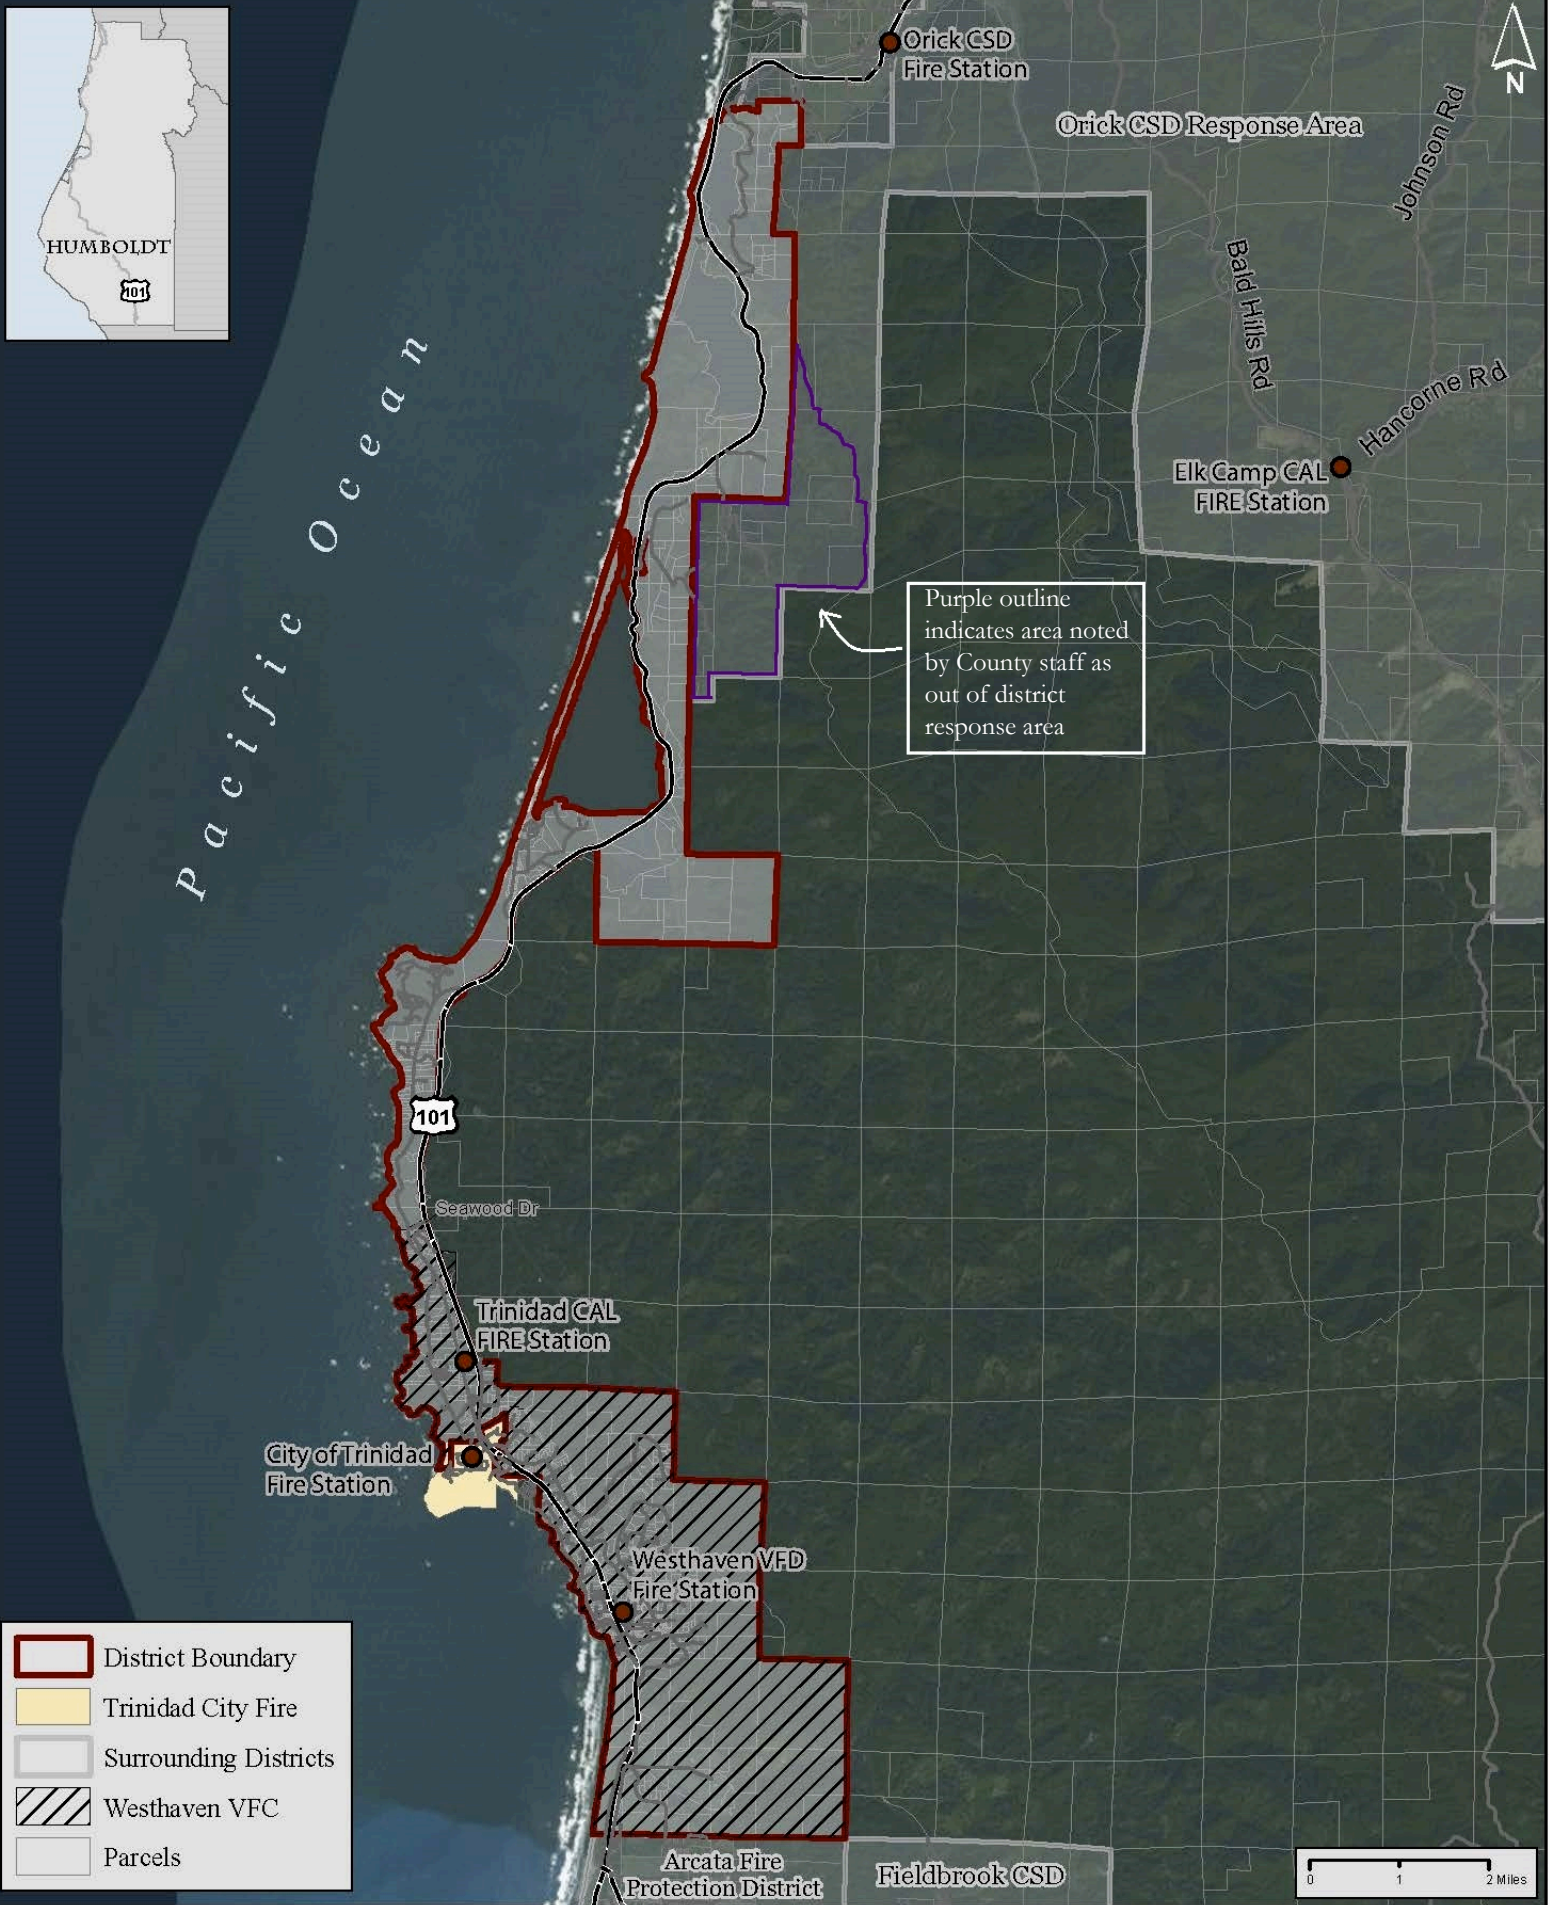 HUMBOLDT
101
Orick CSD
Fire Station
N
Orick CSD Response Area
Johnson Rd
Bald Hills Rd
Hancorne Rd
Elk Camp CAL
FIRE Station
Pacific Ocean
Purple outline
indicates area noted
by County staff as
out of district
response area
101
Seawood Dr
Trinidad CAL
FIRE Station
City of Trinidad
Fire Station
Westhaven VFD
Fire Station
District Boundary
Trinidad City Fire
Surrounding Districts
Westhaven VFC
Parcels
Arcata Fire
Protection District
Fieldbrook CSD
0 1 2 Miles